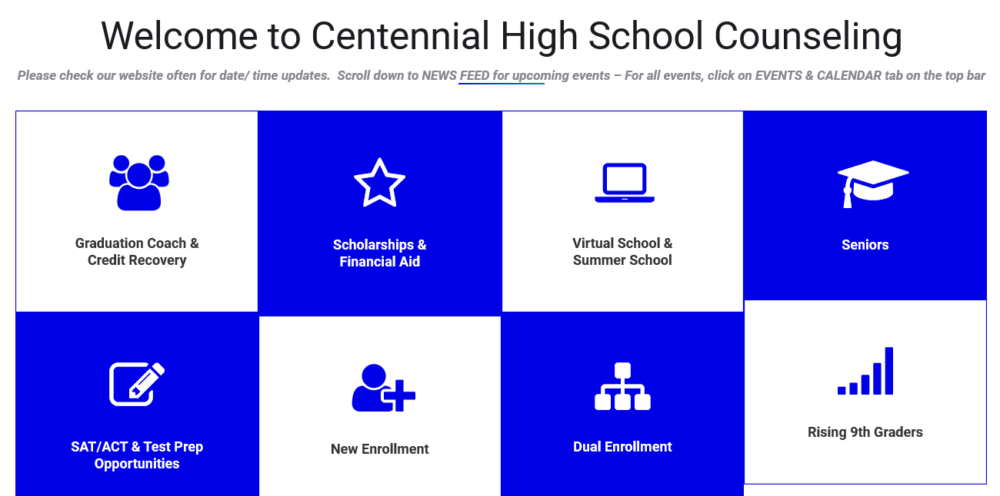 Welcome to Centennial High School Counseling
Please check our website often for date/ time updates.  Scroll down to NEWS FEED for upcoming events – For all events, click on EVENTS & CALENDAR tab on the top bar
Graduation Coach &
Credit Recovery
Scholarships &
Financial Aid
Virtual School &
Summer School
Seniors
SAT/ACT & Test Prep
Opportunities
New Enrollment
Dual Enrollment
Rising 9th Graders